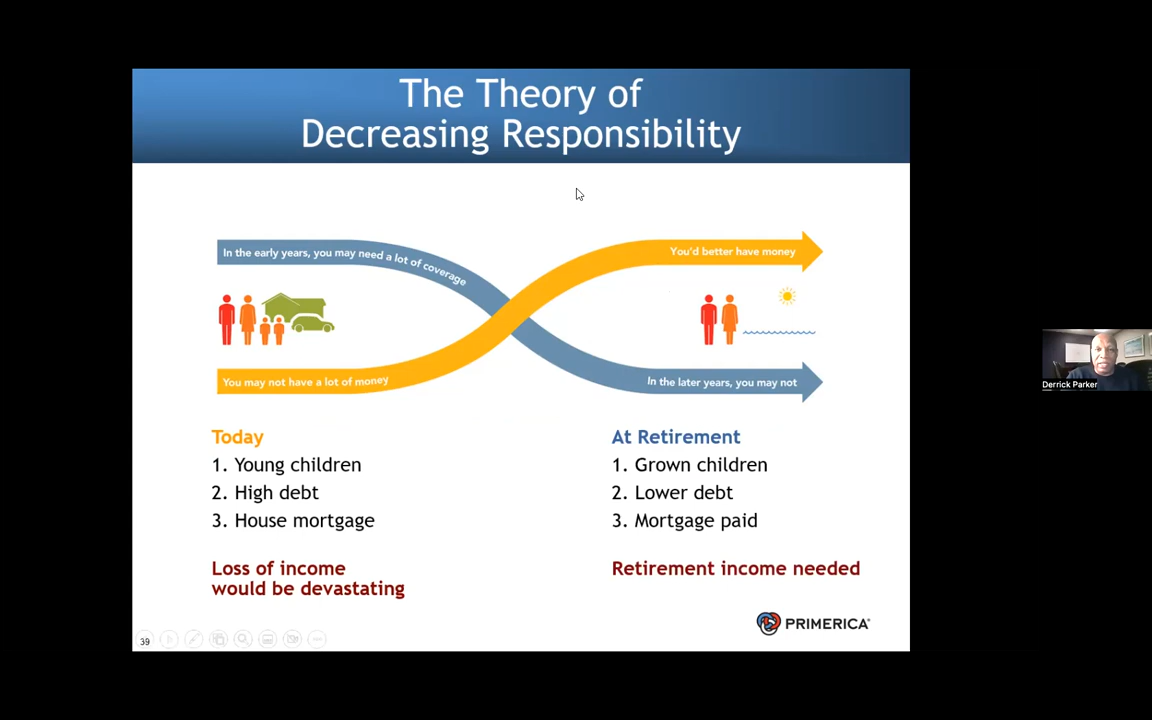 The Theory of
Decreasing Responsibility
In the early years, you may need a lot of coverage
You'd better have money
You may not have a lot of money
In the later years, you may not
Today
1. Young children
2. High debt
3. House mortgage
Loss of income
would be devastating
At Retirement
1. Grown children
2. Lower debt
3. Mortgage paid
Retirement income needed
PRIMERICA®
39
Derrick Parker